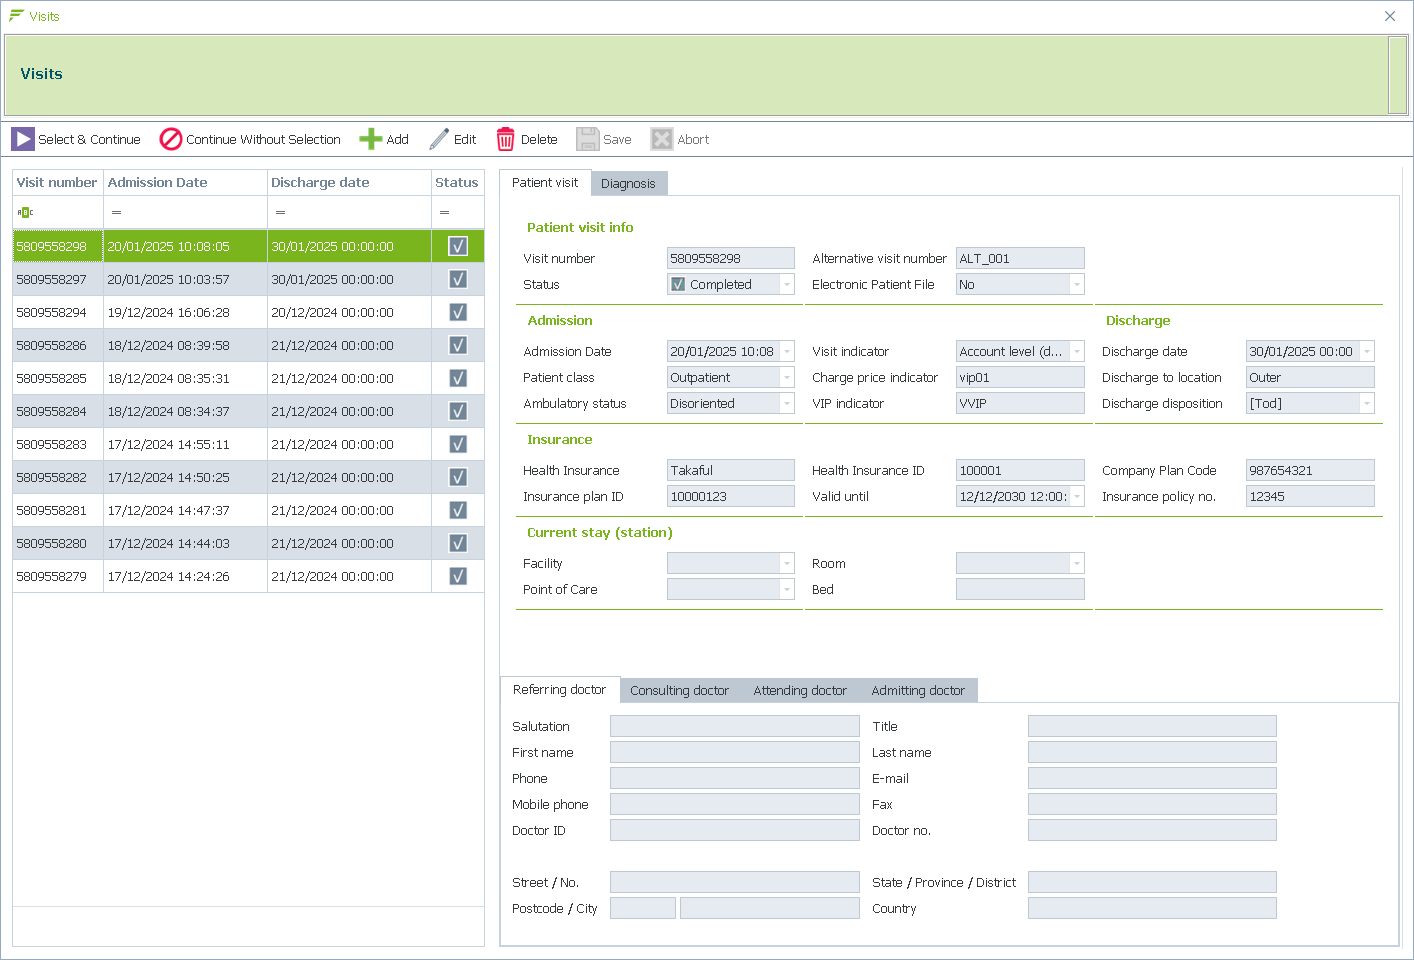 Visits
Visits
Select & Continue Continue Without Selection Add Edit Delete Save Abort
Visit number Admission Date Discharge date Status
ABC = = =
5809558298 20/01/2025 10:08:05 30/01/2025 00:00:00
5809558297 20/01/2025 10:03:57 30/01/2025 00:00:00
5809558294 19/12/2024 16:06:28 20/12/2024 00:00:00
5809558286 18/12/2024 08:39:58 21/12/2024 00:00:00
5809558285 18/12/2024 08:35:31 21/12/2024 00:00:00
5809558284 18/12/2024 08:34:37 21/12/2024 00:00:00
5809558283 17/12/2024 14:55:11 21/12/2024 00:00:00
5809558282 17/12/2024 14:50:25 21/12/2024 00:00:00
5809558281 17/12/2024 14:47:37 21/12/2024 00:00:00
5809558280 17/12/2024 14:44:03 21/12/2024 00:00:00
5809558279 17/12/2024 14:24:26 21/12/2024 00:00:00
Patient visit Diagnosis
Patient visit info
Visit number 5809558298 Alternative visit number ALT_001
Status Completed Electronic Patient File No
Admission Discharge
Admission Date 20/01/2025 10:08 Visit indicator Account level (d... Discharge date 30/01/2025 00:00
Patient class Outpatient Charge price indicator vip01 Discharge to location Outer
Ambulatory status Disoriented VIP indicator VVIP Discharge disposition [Tod]
Insurance
Health Insurance Takaful Health Insurance ID 100001 Company Plan Code 987654321
Insurance plan ID 10000123 Valid until 12/12/2030 12:00: Insurance policy no. 12345
Current stay (station)
Facility Room
Point of Care Bed
Referring doctor Consulting doctor Attending doctor Admitting doctor
Salutation Title
First name Last name
Phone E-mail
Mobile phone Fax
Doctor ID Doctor no.
Street / No. State / Province / District
Postcode / City Country